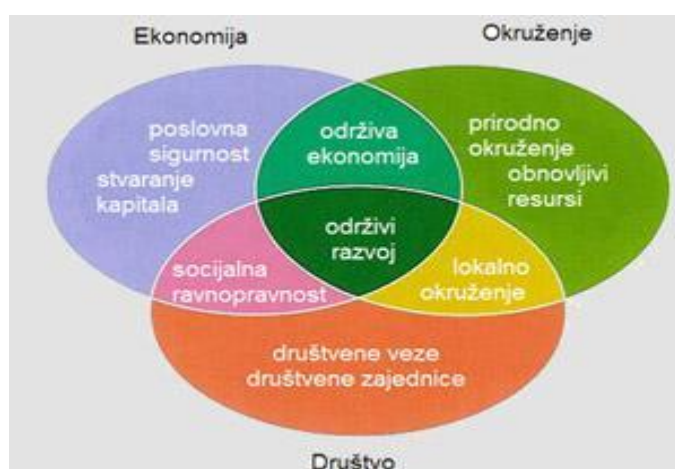 Ekonomija
Okruženje
poslovna
sigurnost
stvaranje
kapitala
održiva
ekonomija
prirodno
okruženje
obnovljivi
resursi
održivi
razvoj
socijalna
ravnopravnost
lokalno
okruženje
društvene veze
društvene zajednice
Društvo